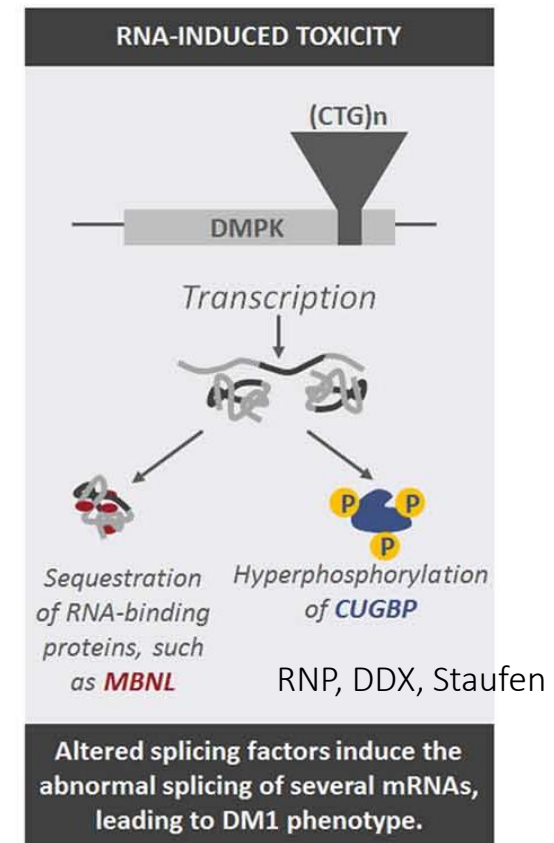 RNA-INDUCED TOXICITY
(CTG)n
DMPK
Transcription
P
P
P
Sequestration
of RNA-binding
proteins, such
as MBNL
Hyperphosphorylation
of CUGBP
RNP, DDX, Staufen
Altered splicing factors induce the
abnormal splicing of several mRNAs,
leading to DM1 phenotype.